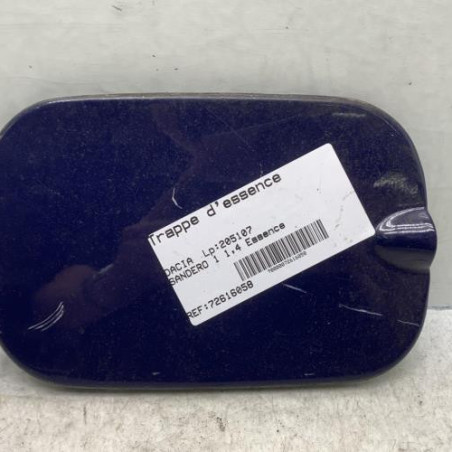 Trappe d'essence
DACIA Lp:205107
SANDERO 1 1.4 Essence
REF:72616058